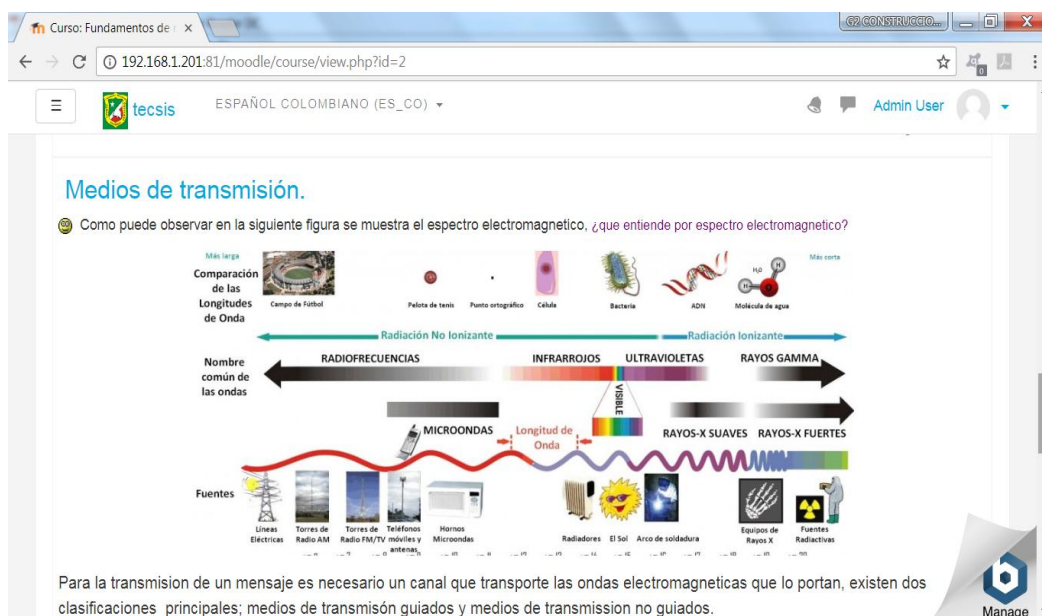 Curso: Fundamentos de
G2 CONSTRUCCIO...
192.168.1.201:81/moodle/course/view.php?id=2
0
tecsis
ESPAÑOL COLOMBIANO (ES_CO)
Admin User
Medios de transmisión.
Como puede observar en la siguiente figura se muestra el espectro electromagnetico, ¿que entiende por espectro electromagnetico?
Más larga
Más corta
Comparación de las Longitudes de Onda
Campo de Fútbol
Pelota de tenis
Punto ortográfico
Célula
Bacteria
ADN
H₂O
H
H
Molécula de agua
Radiación No Ionizante
Radiación Ionizante
Nombre común de las ondas
RADIOFRECUENCIAS
INFRARROJOS
ULTRAVIOLETAS
RAYOS GAMMA
VISIBLE
MICROONDAS
Longitud de Onda
RAYOS-X SUAVES
RAYOS-X FUERTES
Fuentes
Líneas Eléctricas
Torres de Radio AM
Torres de Radio FM/TV
Teléfonos móviles y antenas
Hornos Microondas
Radiadores
El Sol
Arco de soldadura
Equipos de Rayos X
Fuentes Radiactivas
Para la transmision de un mensaje es necesario un canal que transporte las ondas electromagneticas que lo portan, existen dos
clasificaciones principales; medios de transmisón guiados y medios de transmission no guiados.
Manage